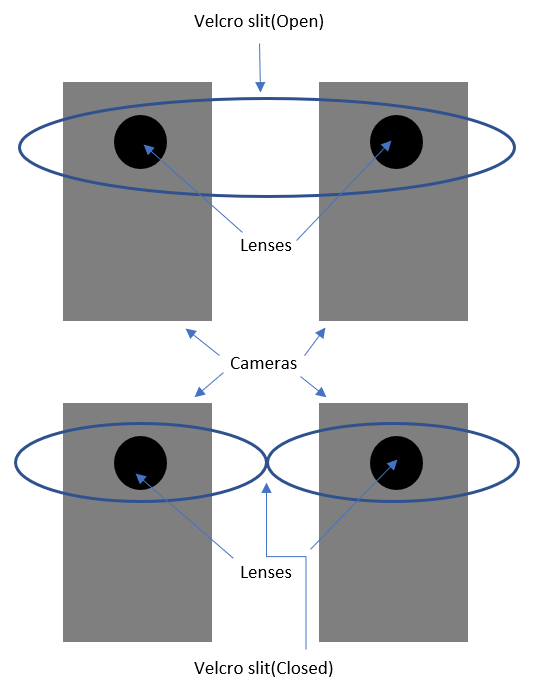 Velcro slit(Open)
Lenses
Cameras
Lenses
Velcro slit(Closed)